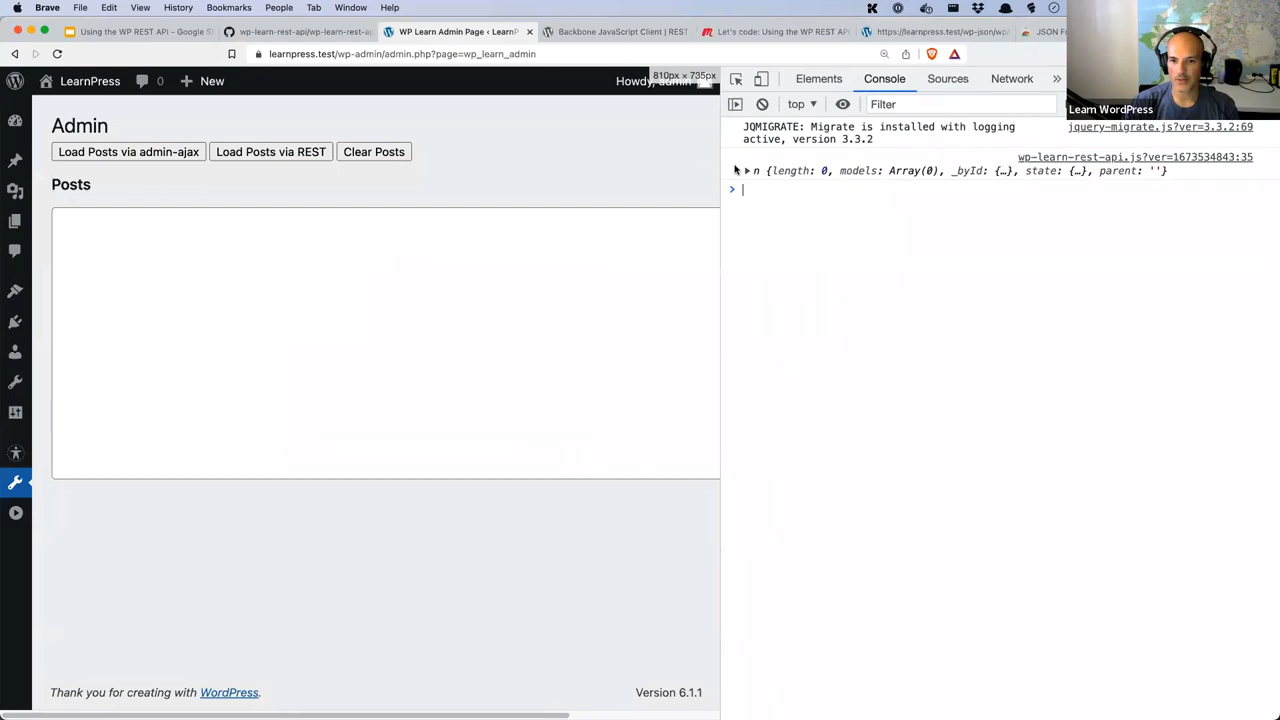 Brave File Edit View History Bookmarks People Tab Window Help
Using the WP REST API - Google Sl
wp-learn-rest-api/wp-learn-rest-a
WP Learn Admin Page ‹ LearnP
Backbone JavaScript Client | REST
Let's code: Using the WP REST API
https://learnpress.test/wp-json/wp/
JSON Fo
learnpress.test/wp-admin/admin.php?page=wp_learn_admin
LearnPress 0 New
Howdy, admin
810px × 735px
Elements Console Sources Network »
top ▼ Filter
Learn WordPress
Admin
Load Posts via admin-ajax Load Posts via REST Clear Posts
Posts
JQMIGRATE: Migrate is installed with logging active, version 3.3.2
jquery-migrate.js?ver=3.3.2:69
wp-learn-rest-api.js?ver=1673534843:35
n {length: 0, models: Array(0), _byId: {…}, state: {…}, parent: ''}
Thank you for creating with WordPress.
Version 6.1.1